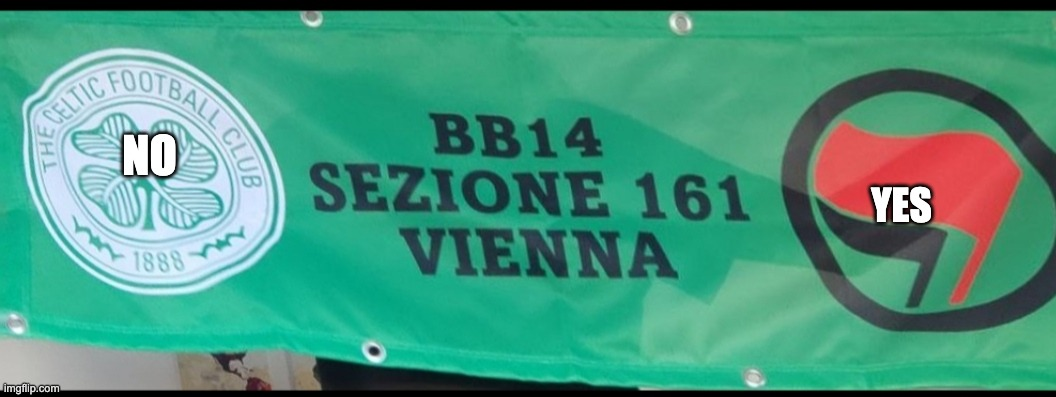 THE CELTIC FOOTBALL CLUB
1888
NO
BB14
SEZIONE 161
VIENNA
YES
imgflip.com